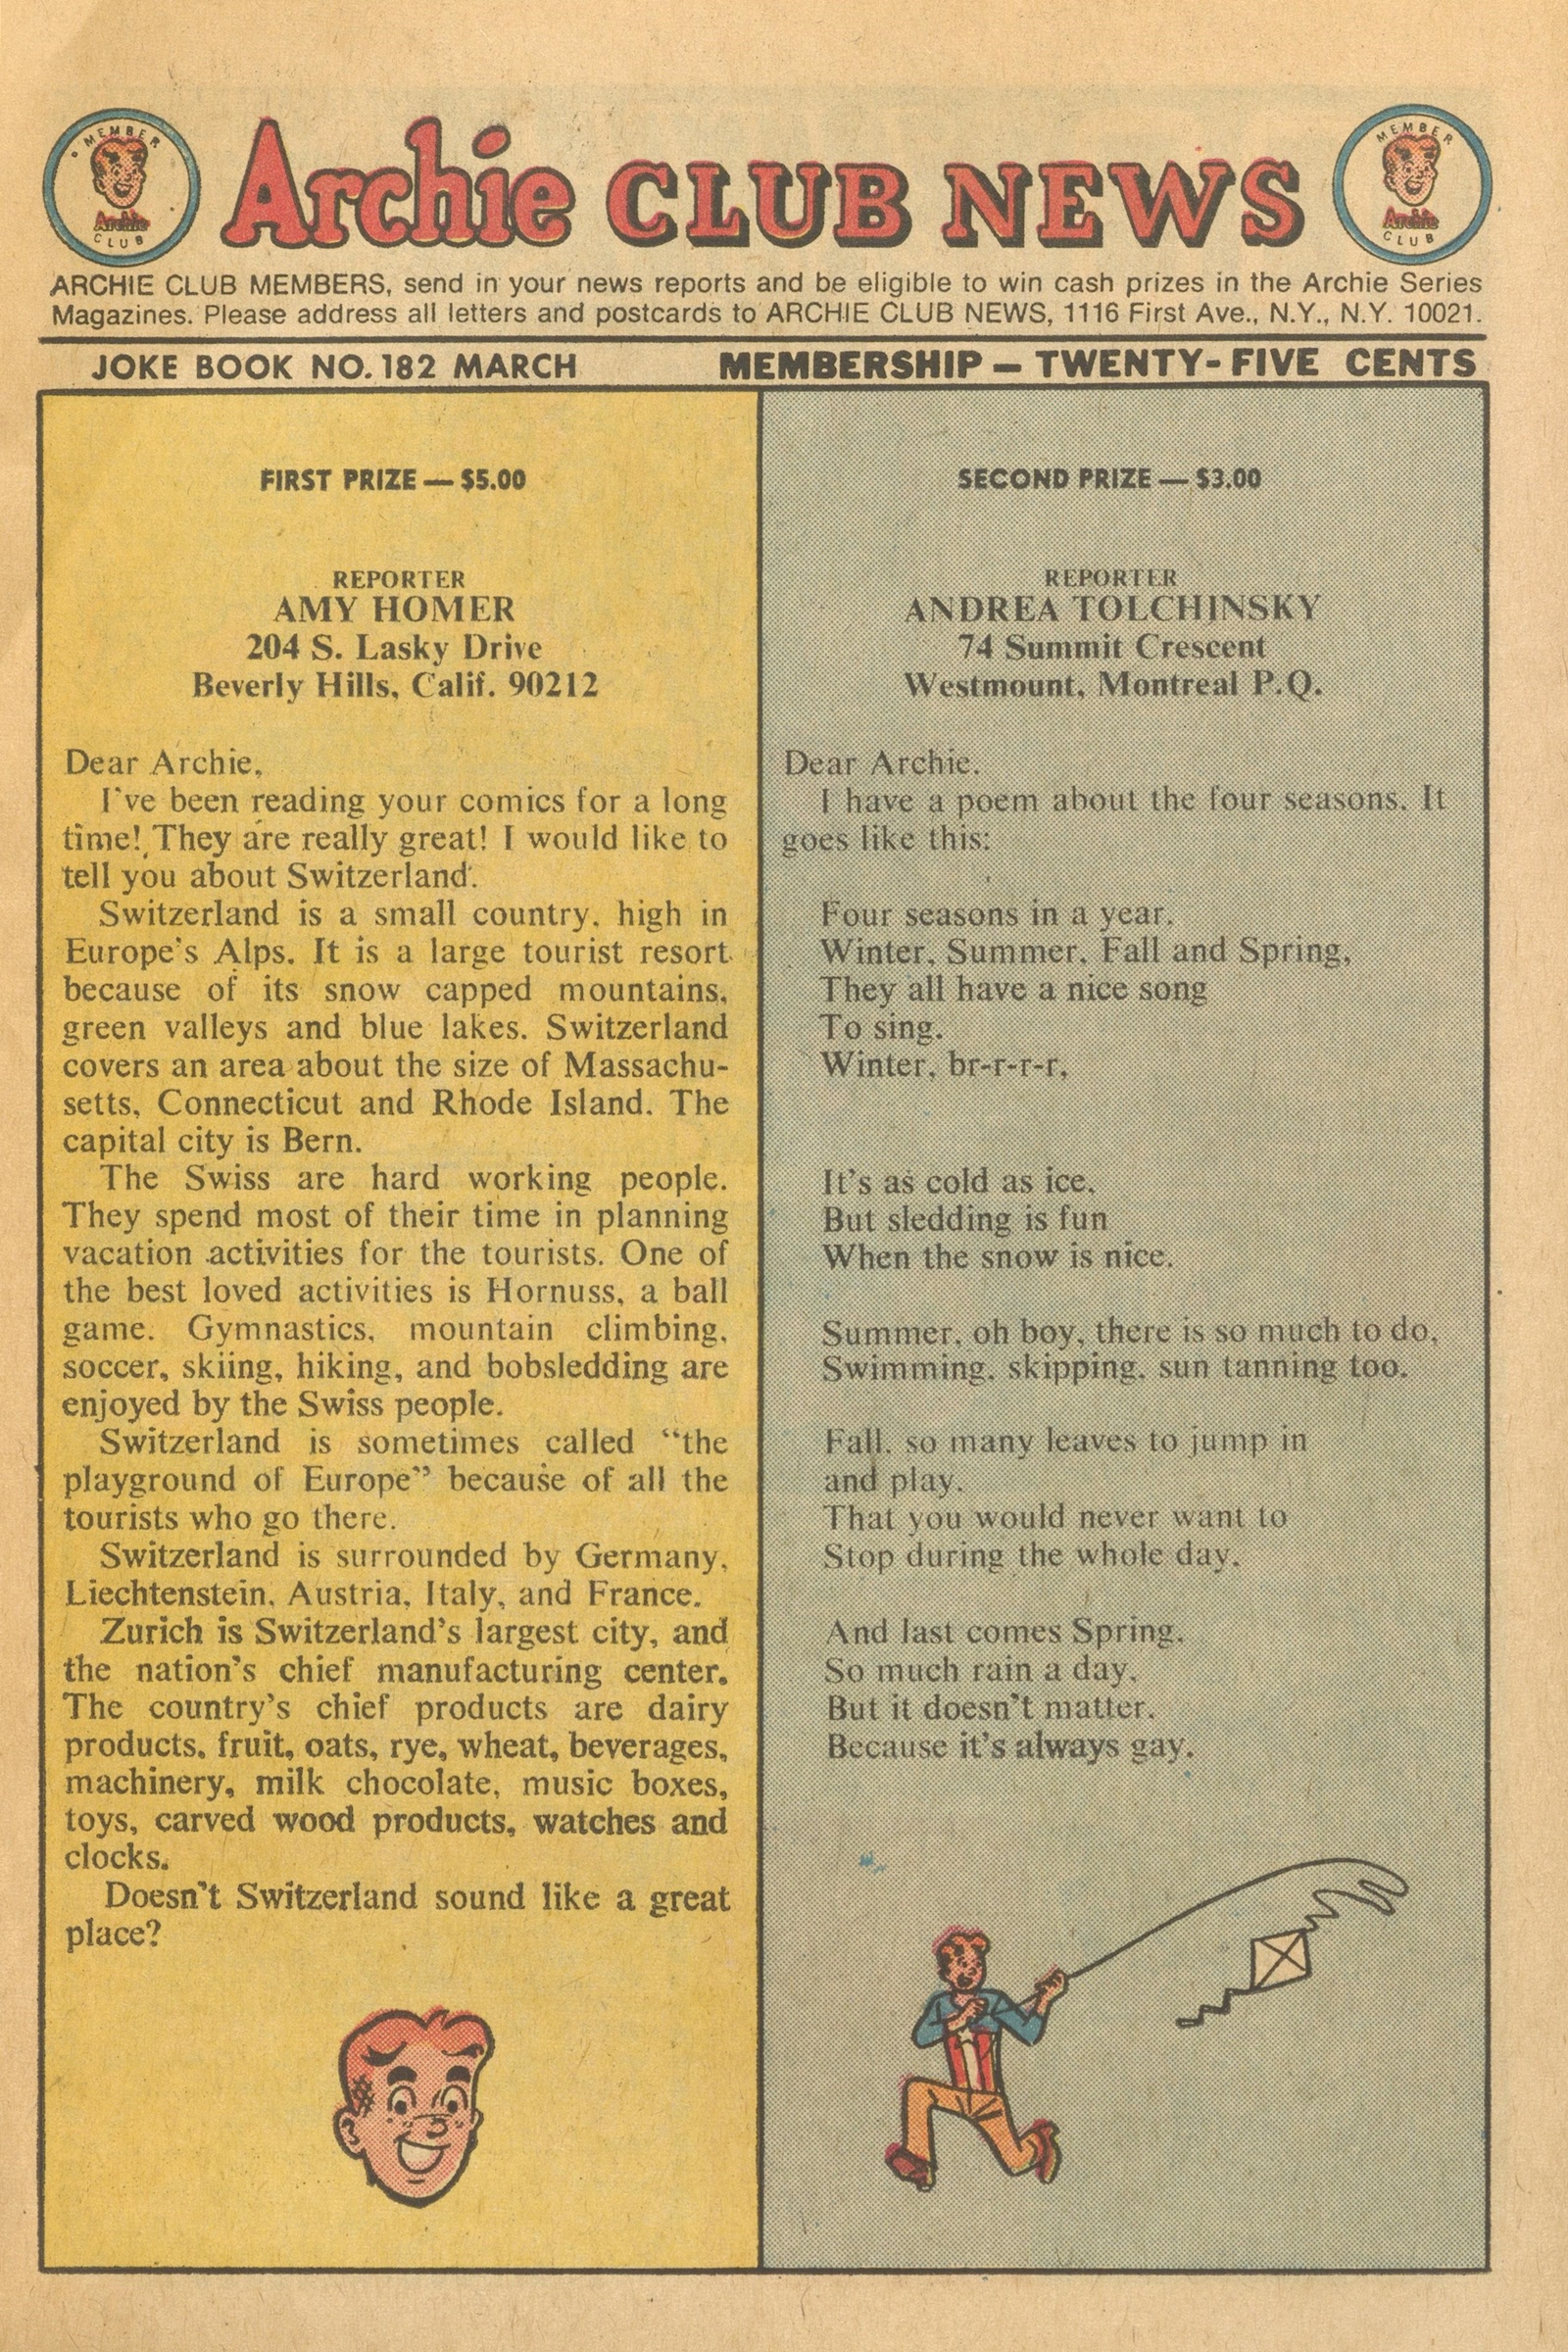 MEMBER
Archie
CLUB
Archie CLUB NEWS
MEMBER
Archie
CLUB
ARCHIE CLUB MEMBERS, send in your news reports and be eligible to win cash prizes in the Archie Series
Magazines. Please address all letters and postcards to ARCHIE CLUB NEWS, 1116 First Ave., N.Y., N.Y. 10021.
JOKE BOOK NO. 182 MARCH
MEMBERSHIP — TWENTY-FIVE CENTS
FIRST PRIZE — $5.00
REPORTER
AMY HOMER
204 S. Lasky Drive
Beverly Hills, Calif. 90212
Dear Archie,
I've been reading your comics for a long
time! They are really great! I would like to
tell you about Switzerland.
Switzerland is a small country, high in
Europe's Alps. It is a large tourist resort
because of its snow capped mountains,
green valleys and blue lakes. Switzerland
covers an area about the size of Massachu-
setts, Connecticut and Rhode Island. The
capital city is Bern.
The Swiss are hard working people.
They spend most of their time in planning
vacation activities for the tourists. One of
the best loved activities is Hornuss, a ball
game. Gymnastics, mountain climbing,
soccer, skiing, hiking, and bobsledding are
enjoyed by the Swiss people.
Switzerland is sometimes called “the
playground of Europe” because of all the
tourists who go there.
Switzerland is surrounded by Germany,
Liechtenstein, Austria, Italy, and France.
Zurich is Switzerland's largest city, and
the nation's chief manufacturing center.
The country's chief products are dairy
products, fruit, oats, rye, wheat, beverages,
machinery, milk chocolate, music boxes,
toys, carved wood products, watches and
clocks.
Doesn't Switzerland sound like a great
place?
SECOND PRIZE — $3.00
REPORTER
ANDREA TOLCHINSKY
74 Summit Crescent
Westmount, Montreal P.Q.
Dear Archie,
I have a poem about the four seasons. It
goes like this:
Four seasons in a year,
Winter, Summer, Fall and Spring,
They all have a nice song
To sing.
Winter, br-r-r-r,
It's as cold as ice,
But sledding is fun
When the snow is nice.
Summer, oh boy, there is so much to do,
Swimming, skipping, sun tanning too.
Fall, so many leaves to jump in
and play,
That you would never want to
Stop during the whole day.
And last comes Spring,
So much rain a day,
But it doesn't matter,
Because it's always gay.